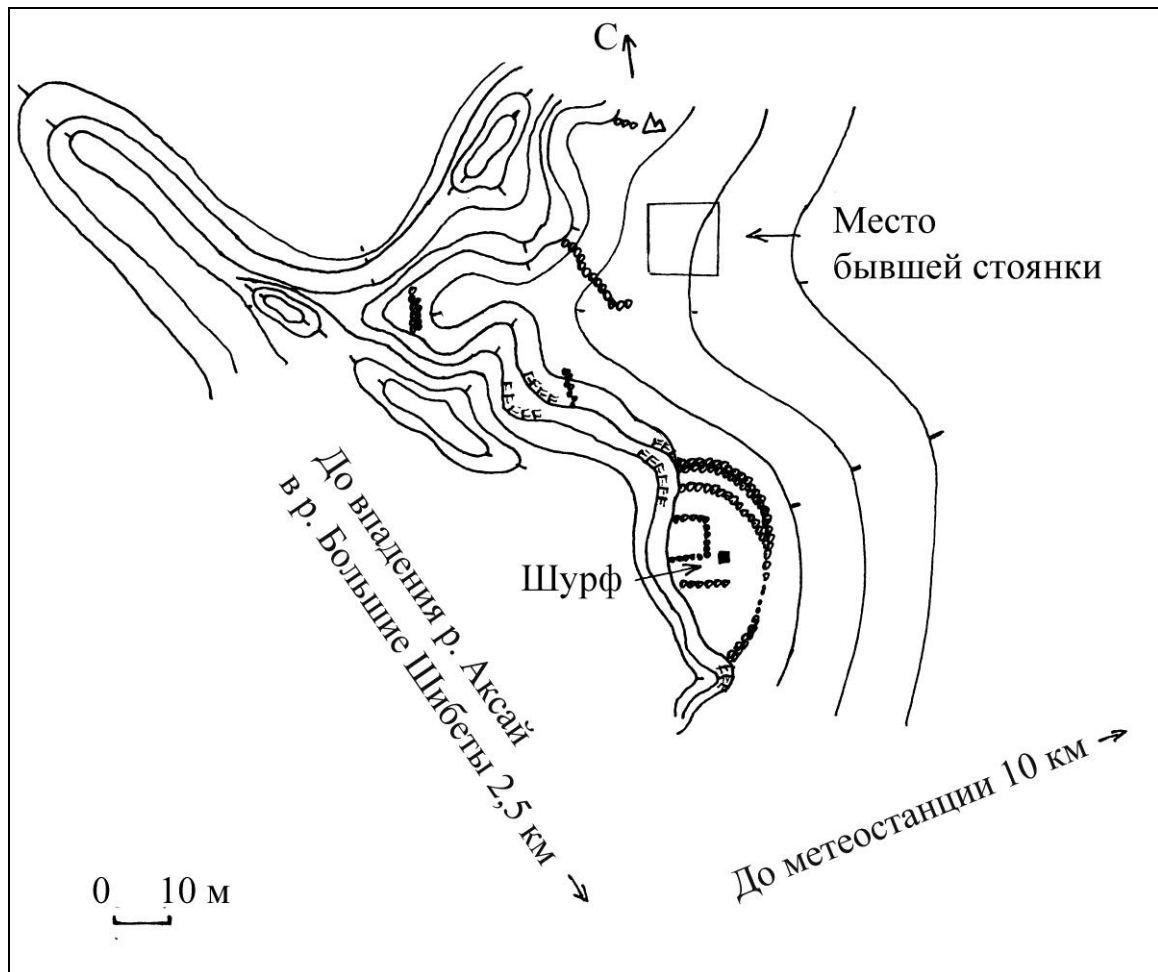 С
Место
бывшей стоянки
До впадения р. Аксай
в р. Большие Шибеты 2,5 км
Шурф
До метеостанции 10 км
0 10 м